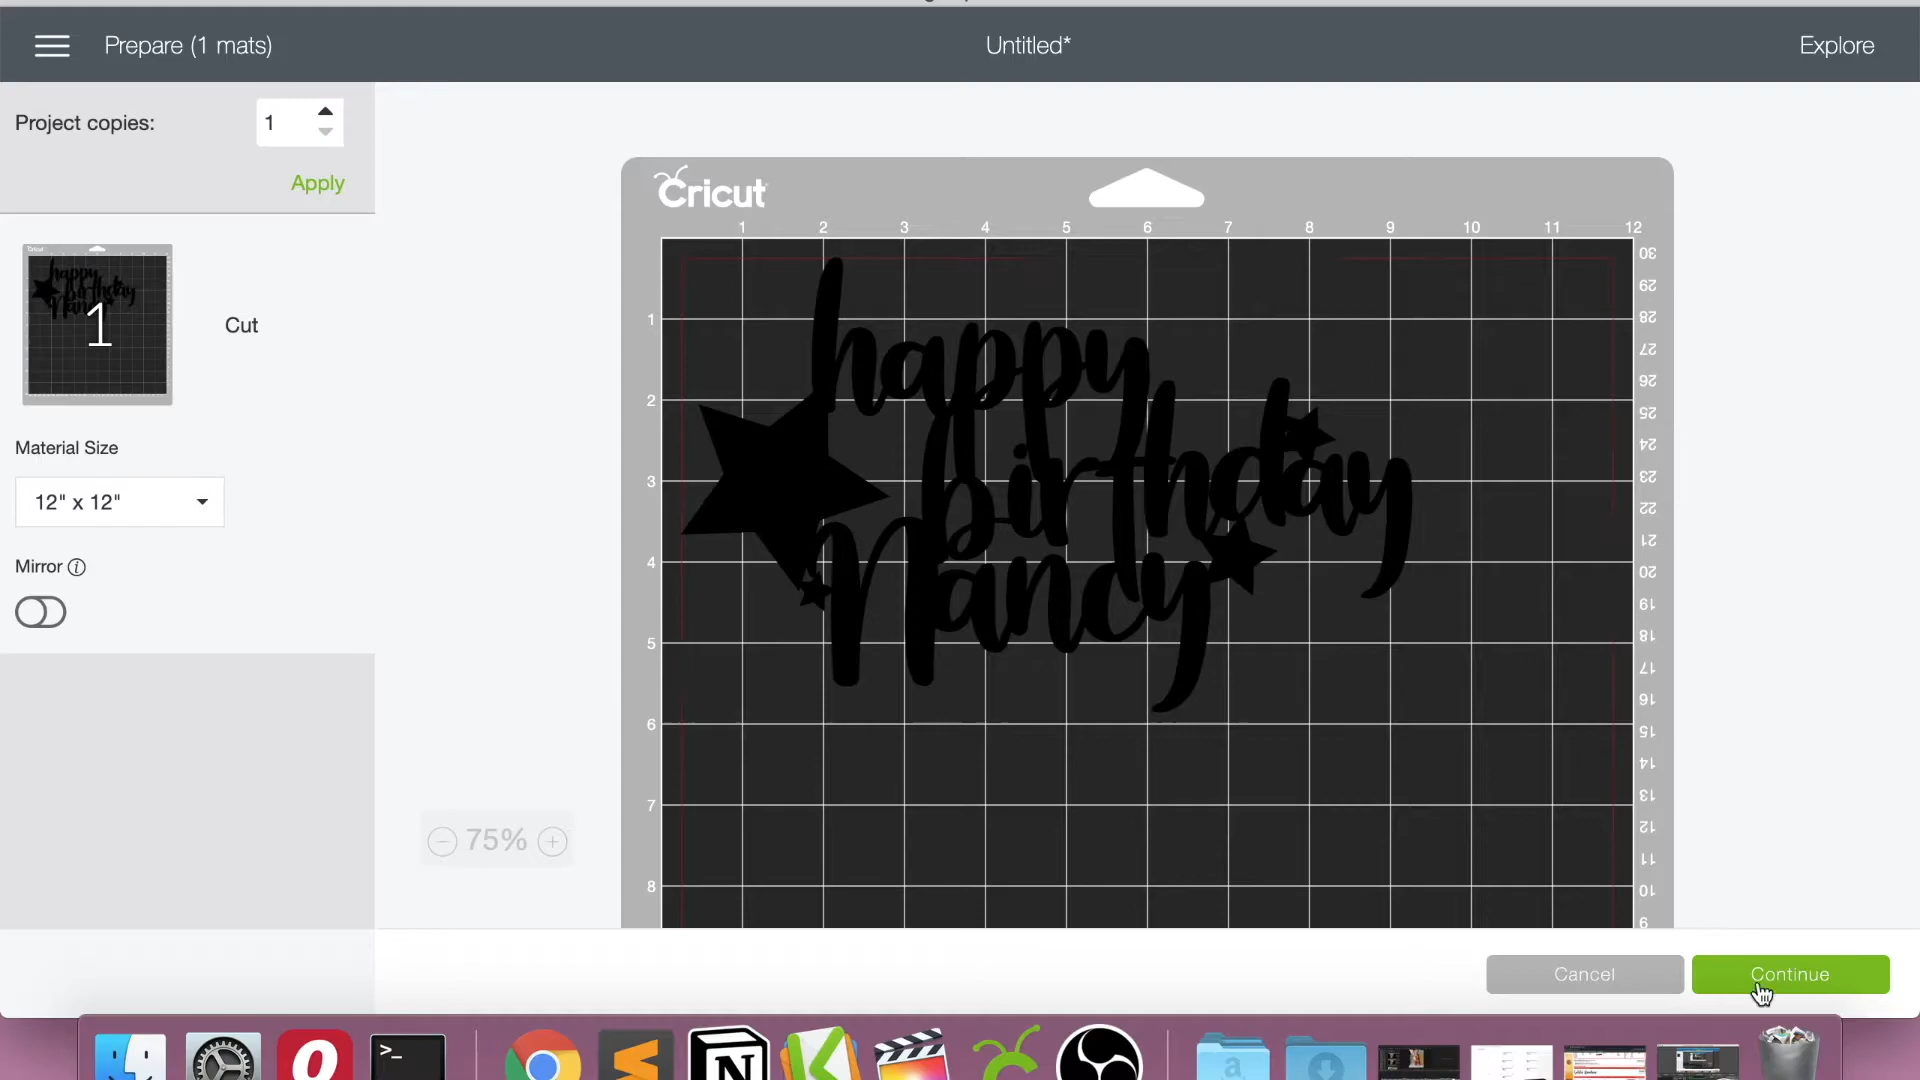 Prepare (1 mats)
Untitled*
Explore
Project copies:
1
Apply
Cricut
1 2 3 4 5 6 7 8 9 10 11 12
happy
birthday
Nancy
1
Cut
Material Size
12" x 12"
Mirror
1
2
3
4
5
6
7
8
30
29
28
27
26
25
24
23
22
21
20
19
18
17
16
15
14
13
12
11
10
9
happy
birthday
Nancy
75%
Cancel
Continue